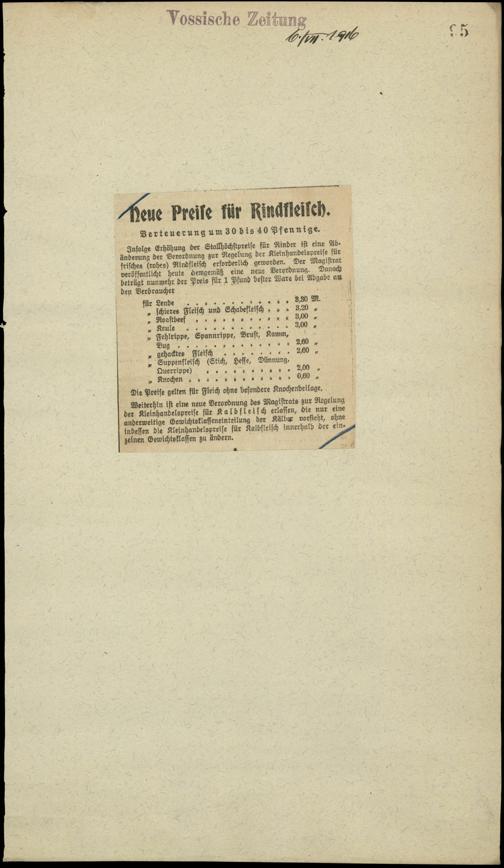 Vossische Zeitung
6/VII. 1916
95
Neue Preise für Rindfleisch.
Verteuerung um 30 bis 40 Pfennige.
Infolge Erhöhung der Stallhöchstpreise für Rinder ist eine Ab-
änderung der Verordnung zur Regelung der Kleinhandelspreise für
frisches (rohes) Rindfleisch erforderlich geworden. Der Magistrat
veröffentlicht heute demgemäß eine neue Verordnung. Danach
beträgt nunmehr der Preis für 1 Pfund bester Ware bei Abgabe an
den Verbraucher
für Lende . . . . . . . . . . . 3,30 M.
„ schieres Fleisch und Schabefleisch . . . 3,20 „
„ Roastbeef . . . . . . . . . . 3,00 „
„ Keule . . . . . . . . . . . 3,00 „
„ Fehlrippe, Spannrippe, Brust, Kamm,
Bug . . . . . . . . . . . 2,60 „
„ gehacktes Fleisch . . . . . . . . 2,60 „
„ Suppenfleisch (Stich, Hesse, Dünnung,
Querrippe) . . . . . . . . . 2,00 „
„ Knochen . . . . . . . . . . 0,60 „
Die Preise gelten für Fleich ohne besondere Knochenbeilage.
Weiterhin ist eine neue Verordnung des Magistrats zur Regelung
der Kleinhandelspreise für Kalbfleisch erlassen, die nur eine
anderweitige Gewichtsklasseneinteilung der Kälber vorsieht, ohne
indessen die Kleinhandelspreise für Kalbfleisch innerhalb der ein-
zelnen Gewichtsklassen zu ändern.